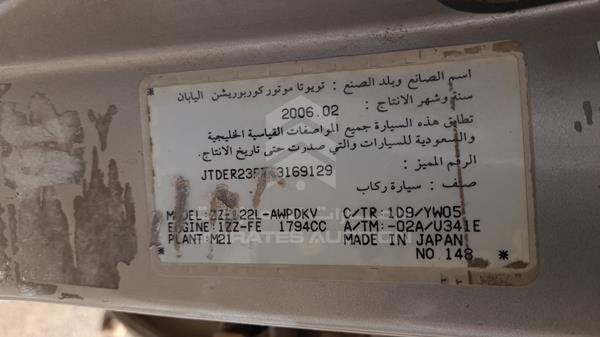 اسم الصانع وبلد الصنع : تويوتا موتور كوربوريشن اليابان
سنة وشهر الانتاج : 2006.02
تطابق هذه السيارة جميع المواصفات القياسية الخليجية
والسعودية للسيارات والتي صدرت حتى تاريخ الانتاج.
الرقم المميز : 3169129
صنف : سيارة ركاب
C/TR: 1D9/YW05
ENGINE: 1ZZ-FE 1794CC A/TM: -02A/U341E
PLANT: M21 MADE IN JAPAN
* NO.148 *